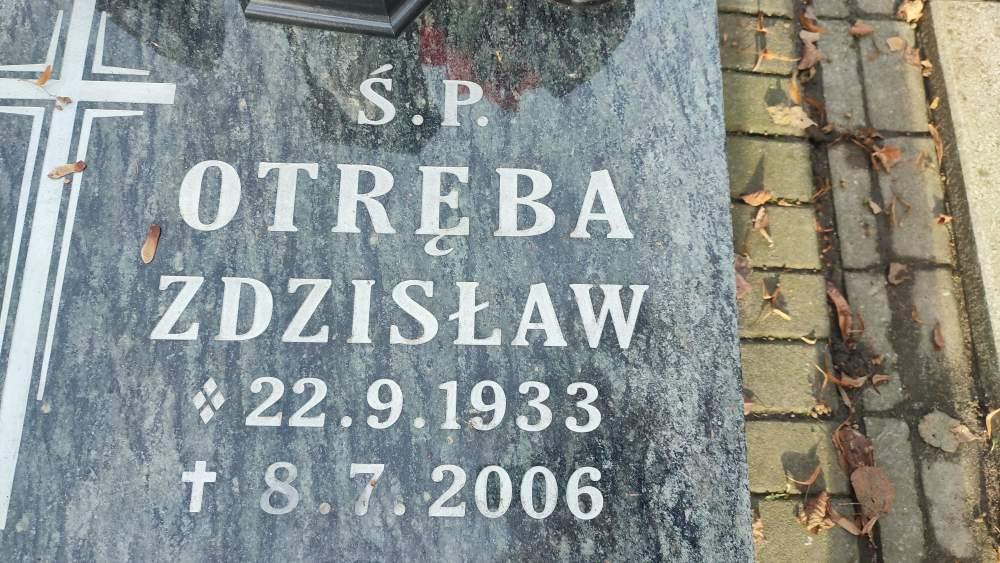 Ś.P.
OTRĘBA
ZDZISŁAW
22.9.1933
8.7.2006